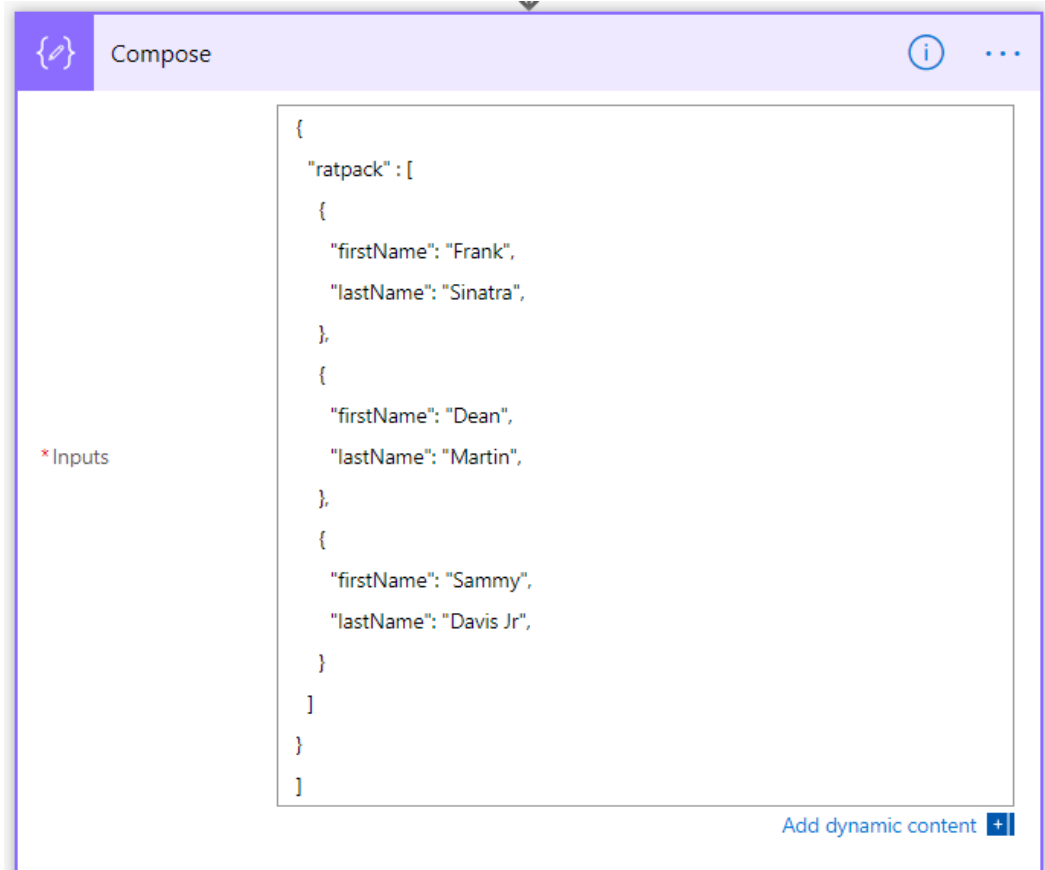 Compose
{
"ratpack" : [
{
"firstName": "Frank",
"lastName": "Sinatra",
},
{
"firstName": "Dean",
"lastName": "Martin",
},
{
"firstName": "Sammy",
"lastName": "Davis Jr",
}
]
}
]
*Inputs
Add dynamic content